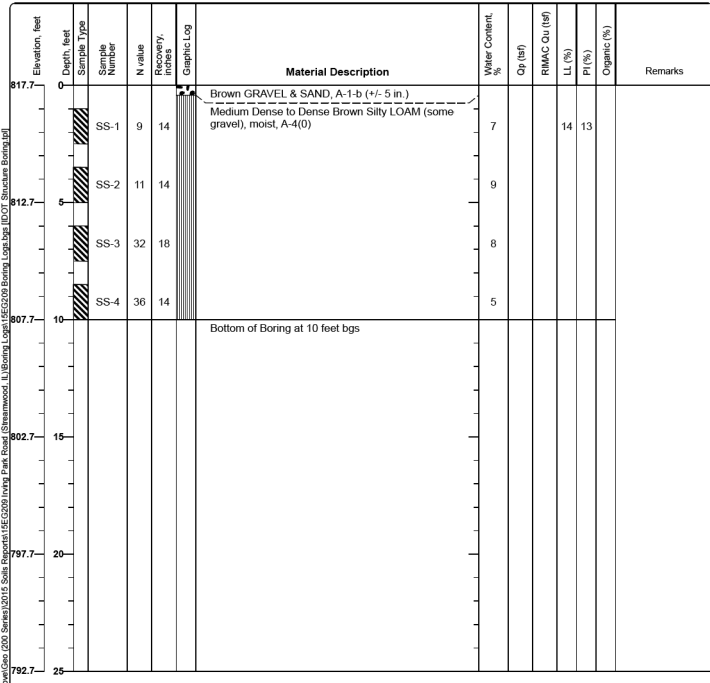 Elevation, feet
Depth, feet
Sample Type
Sample Number
N value
Recovery, inches
Graphic Log
Material Description
Water Content, %
Qp (tsf)
RIMAC Qu (tsf)
LL (%)
PI (%)
Organic (%)
Remarks
817.7 0
Brown GRAVEL & SAND, A-1-b (+/- 5 in.)
Medium Dense to Dense Brown Silty LOAM (some
gravel), moist, A-4(0)
SS-1 9 14 7 14 13
SS-2 11 14 9
812.7 5
SS-3 32 18 8
SS-4 36 14 5
807.7 10
Bottom of Boring at 10 feet bgs
802.7 15
797.7 20
792.7 25
Geo (200 Series)\2015 Soils Reports\15EG209 Irving Park Road (Streamwood, IL)\Boring Logs\15EG209 Boring Logs.bgs [IDOT Structure Boring.tpl]